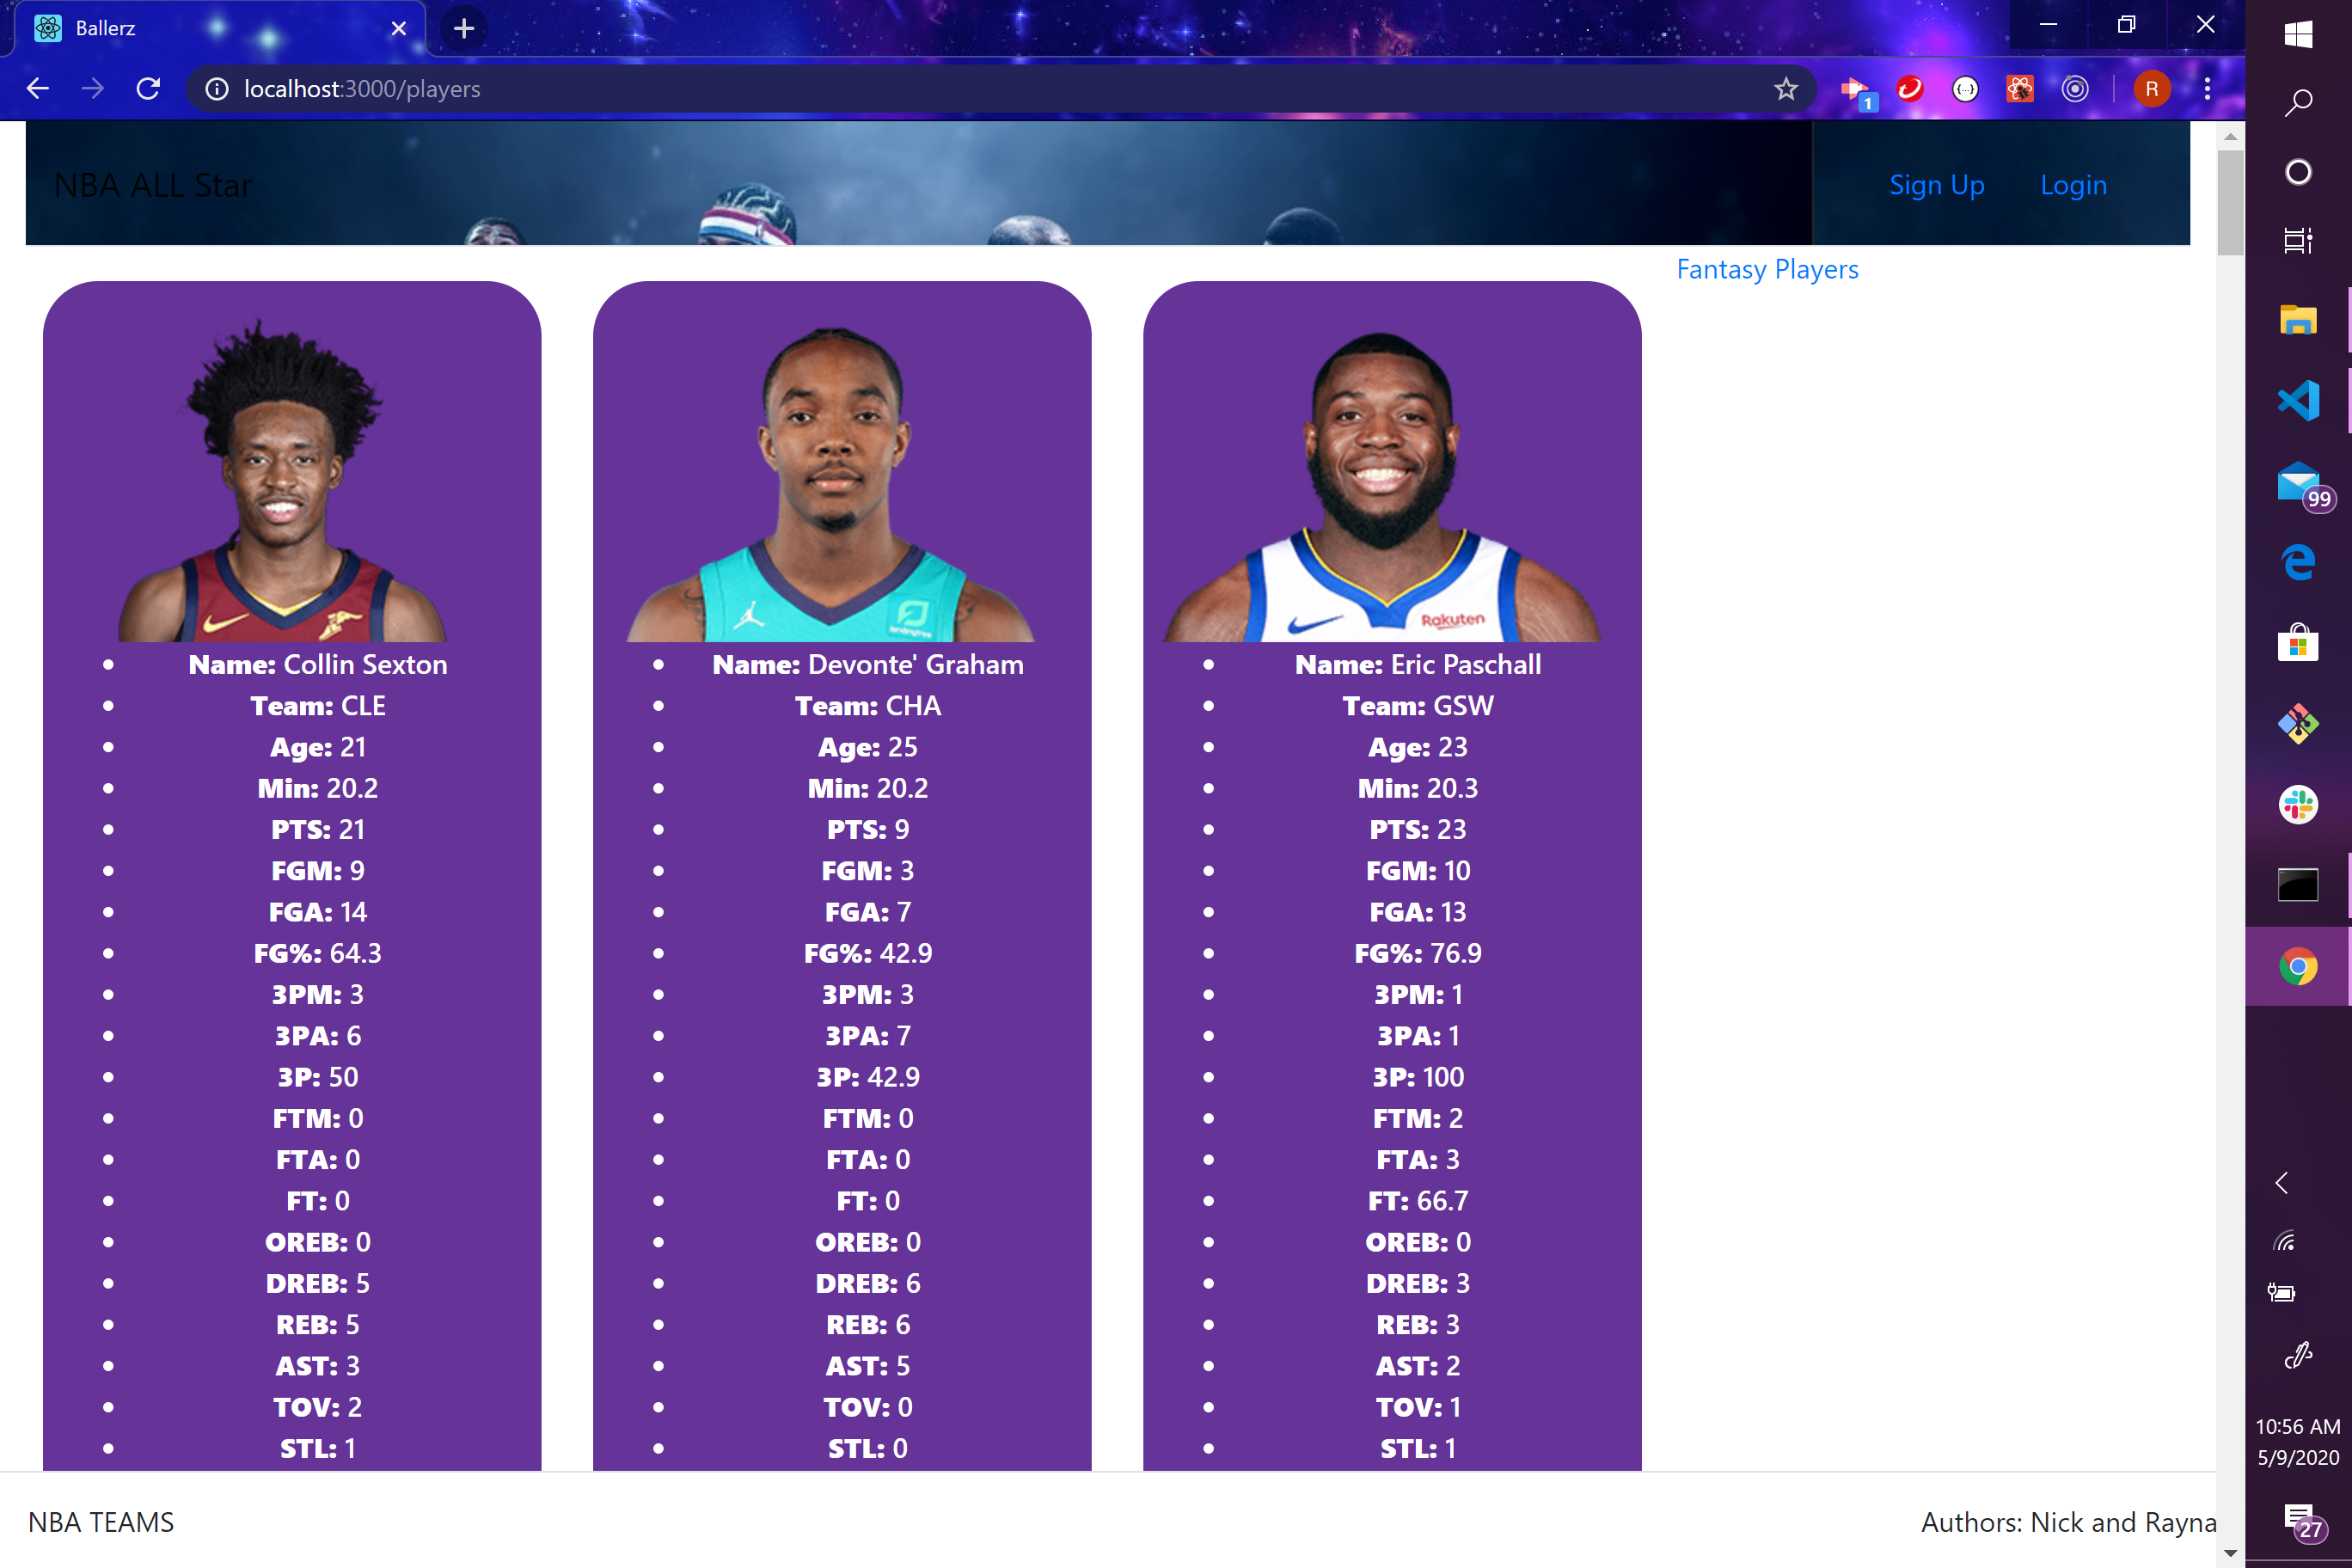 Ballerz
localhost:3000/players
1
R
NBA ALL Star
Sign Up
Login
Fantasy Players
lendingtree
Rakuten
Name: Collin Sexton
Team: CLE
Age: 21
Min: 20.2
PTS: 21
FGM: 9
FGA: 14
FG%: 64.3
3PM: 3
3PA: 6
3P: 50
FTM: 0
FTA: 0
FT: 0
OREB: 0
DREB: 5
REB: 5
AST: 3
TOV: 2
STL: 1
Name: Devonte' Graham
Team: CHA
Age: 25
Min: 20.2
PTS: 9
FGM: 3
FGA: 7
FG%: 42.9
3PM: 3
3PA: 7
3P: 42.9
FTM: 0
FTA: 0
FT: 0
OREB: 0
DREB: 6
REB: 6
AST: 5
TOV: 0
STL: 0
Name: Eric Paschall
Team: GSW
Age: 23
Min: 20.3
PTS: 23
FGM: 10
FGA: 13
FG%: 76.9
3PM: 1
3PA: 1
3P: 100
FTM: 2
FTA: 3
FT: 66.7
OREB: 0
DREB: 3
REB: 3
AST: 2
TOV: 1
STL: 1
NBA TEAMS
Authors: Nick and Rayna
99
10:56 AM
5/9/2020
27